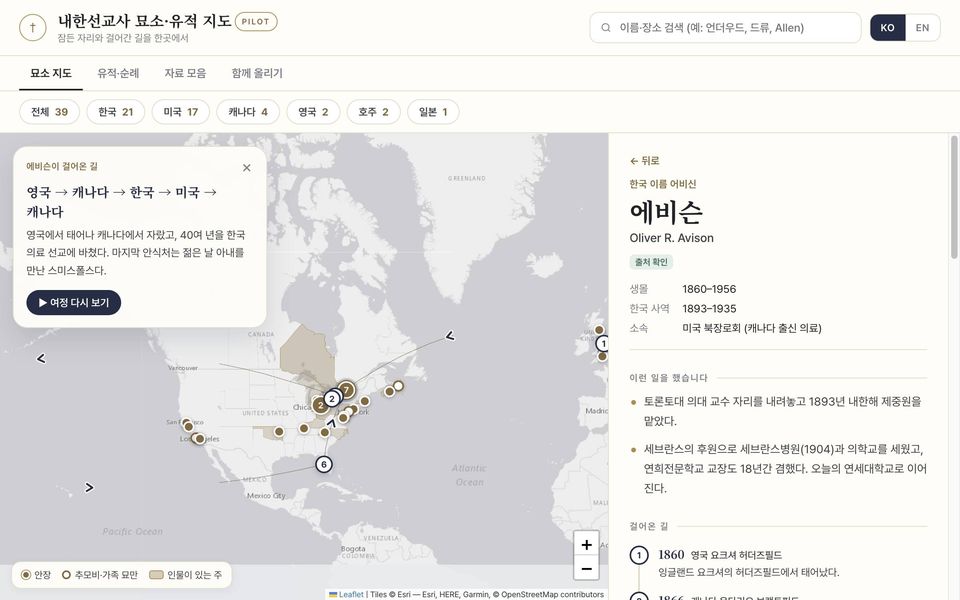 내한선교사 묘소·유적 지도 PILOT
잠든 자리와 걸어간 길을 한곳에서
이름·장소 검색 (예: 언더우드, 드류, Allen)
KO EN
묘소 지도 유적·순례 자료 모음 함께 올리기
전체 39 한국 21 미국 17 캐나다 4 영국 2 호주 2 일본 1
에비슨이 걸어온 길
영국 → 캐나다 → 한국 → 미국 →
캐나다
영국에서 태어나 캐나다에서 자랐고, 40여 년을 한국
의료 선교에 바쳤다. 마지막 안식처는 젊은 날 아내를
만난 스미스폴스다.
▶ 여정 다시 보기
GREENLAND
CANADA
Vancouver
UNITED STATES
MEXICO
Mexico City
Atlantic
Ocean
Pacific Ocean
VENEZUELA
Bogota
COLOMBIA
7
2
2
6
1
+
−
안장 추모비·가족 묘만 인물이 있는 주
Leaflet | Tiles © Esri — Esri, HERE, Garmin, © OpenStreetMap contributors
← 뒤로
한국 이름 어비신
에비슨
Oliver R. Avison
출처 확인
생몰 1860–1956
한국 사역 1893–1935
소속 미국 북장로회 (캐나다 출신 의료)
이런 일을 했습니다
토론토대 의대 교수 자리를 내려놓고 1893년 내한해 제중원을
맡았다.
세브란스의 후원으로 세브란스병원(1904)과 의학교를 세웠고,
연희전문학교 교장도 18년간 겸했다. 오늘의 연세대학교로 이어
진다.
걸어온 길
1 1860 영국 요크셔 허더즈필드
잉글랜드 요크셔의 허더즈필드에서 태어났다.